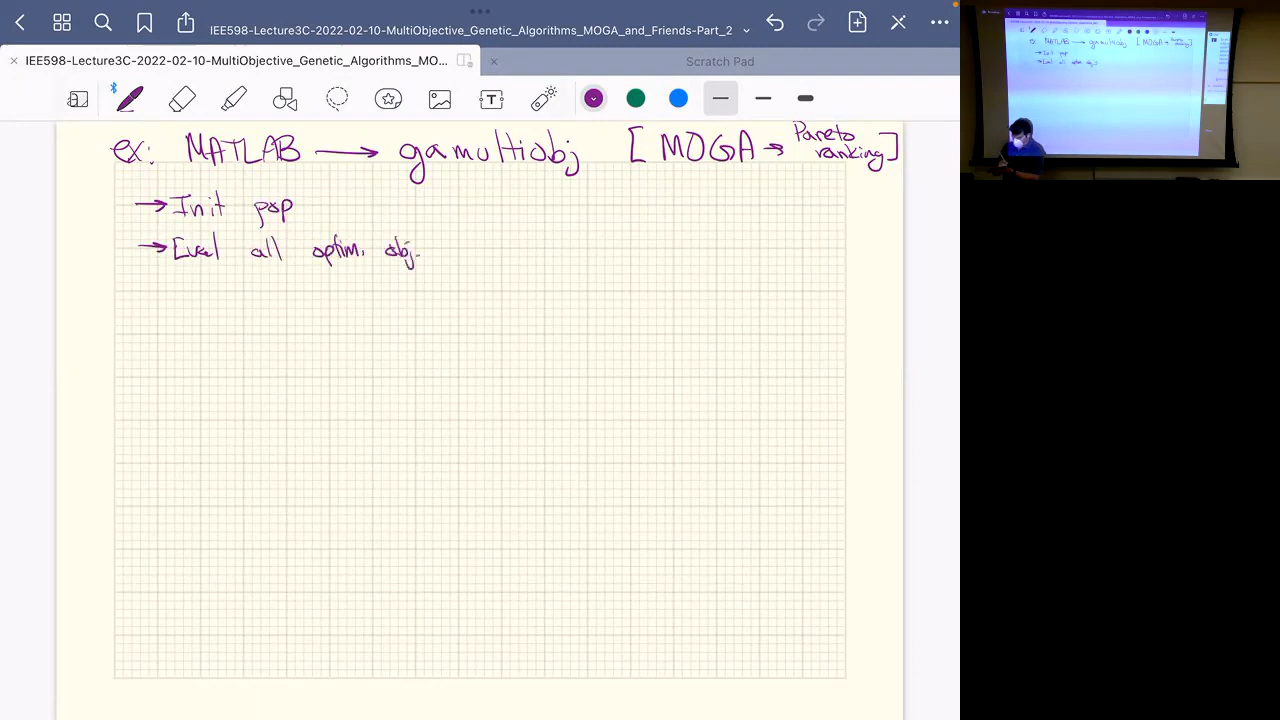 IEE598-Lecture3C-2022-02-10-MultiObjective_Genetic_Algorithms_MOGA_and_Friends-Part_2
IEE598-Lecture3C-2022-02-10-MultiObjective_Genetic_Algorithms_MO...
Scratch Pad
ex: MATLAB → gamultiobj [MOGA → Pareto ranking]
→ Init pop
→ Eval all optim. obj.